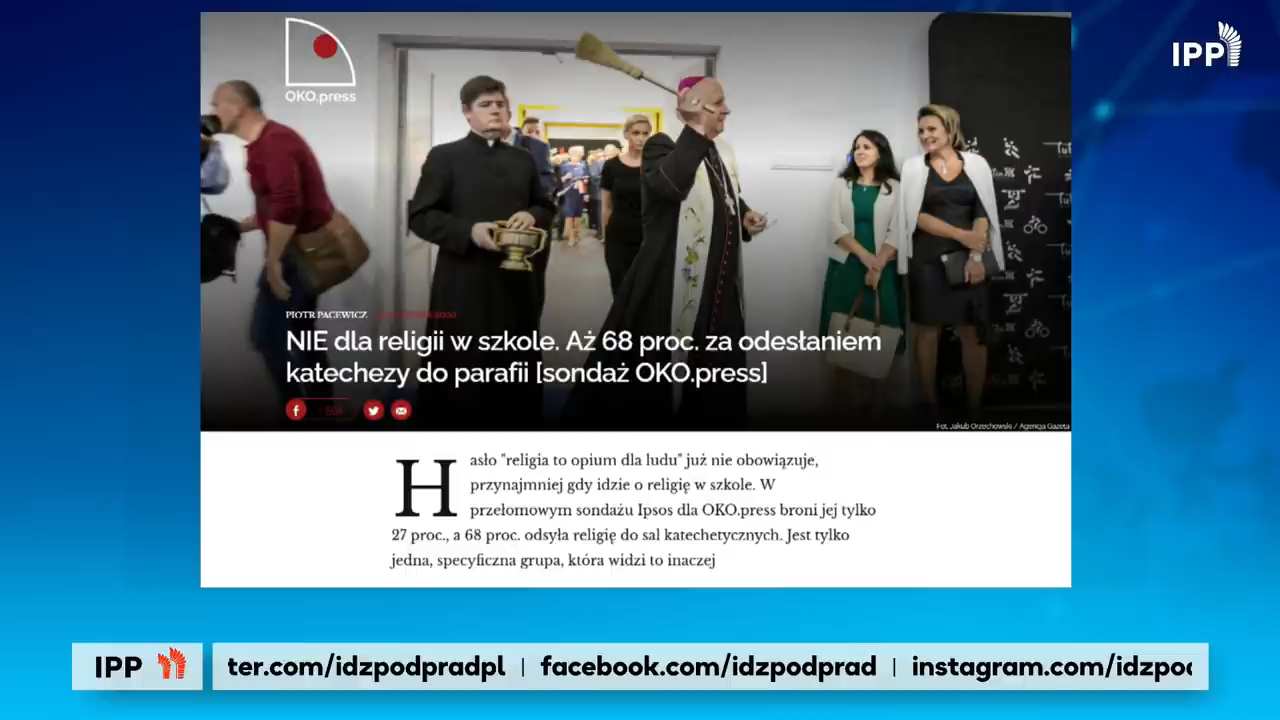 OKO.press
IPP
PIOTR PACEWICZ
NIE dla religii w szkole. Aż 68 proc. za odesłaniem
katechezy do parafii [sondaż OKO.press]
Fot. Jakub Orzechowski / Agencja Gazeta
Hasło "religia to opium dla ludu" już nie obowiązuje,
przynajmniej gdy idzie o religię w szkole. W
przełomowym sondażu Ipsos dla OKO.press broni jej tylko
27 proc., a 68 proc. odsyła religię do sal katechetycznych. Jest tylko
jedna, specyficzna grupa, która widzi to inaczej
IPP
ter.com/idzpodpradpl | facebook.com/idzpodprad | instagram.com/idzpod